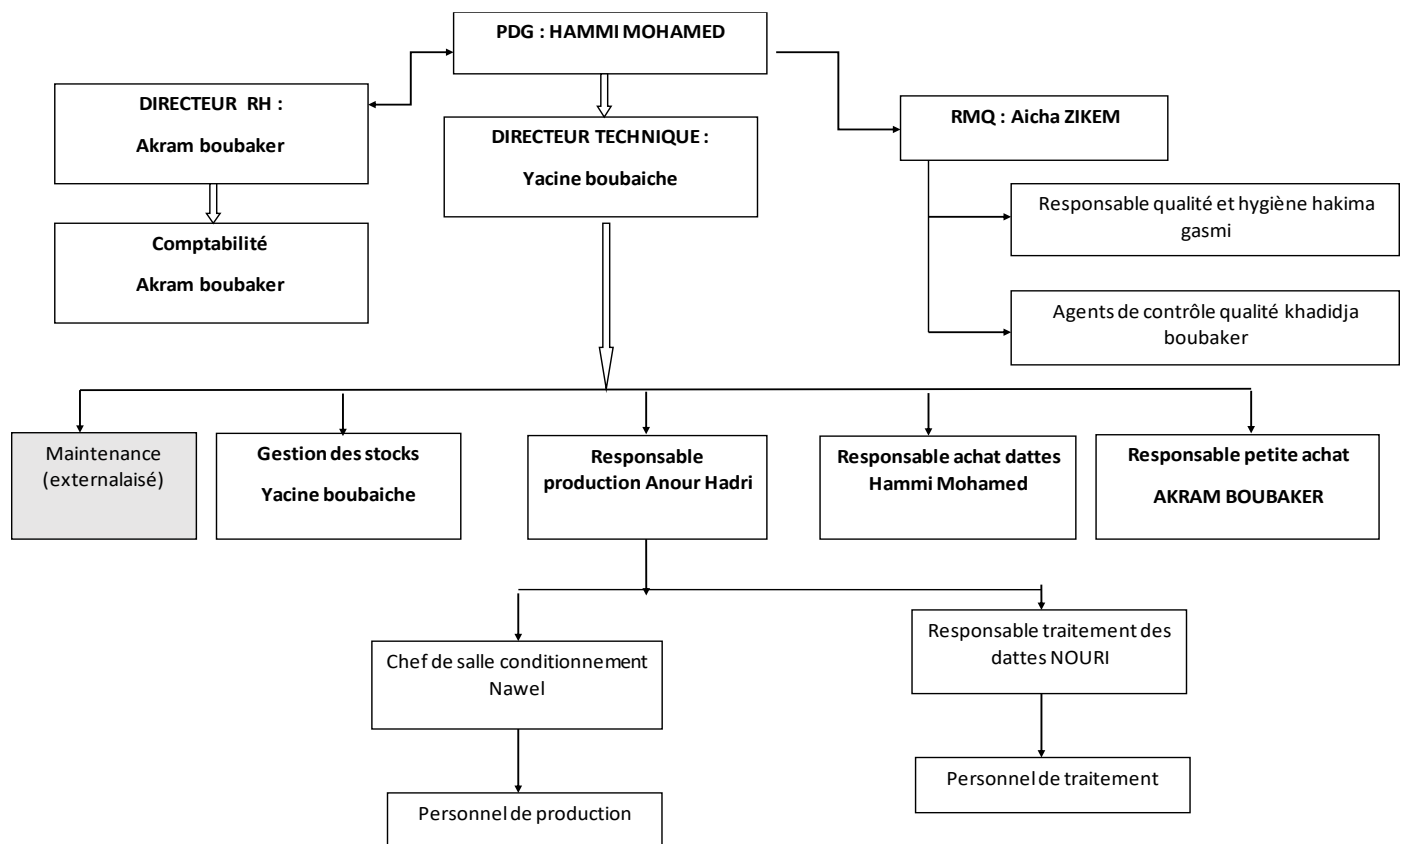 PDG : HAMMI MOHAMED
DIRECTEUR RH :
Akram boubaker
DIRECTEUR TECHNIQUE :
Yacine boubaiche
RMQ : Aicha ZIKEM
Responsable qualité et hygiène hakima
gasmi
Comptabilité
Akram boubaker
Agents de contrôle qualité khadidja
boubaker
Maintenance
(externalaisé)
Gestion des stocks
Yacine boubaiche
Responsable
production Anour Hadri
Responsable achat dattes
Hammi Mohamed
Responsable petite achat
AKRAM BOUBAKER
Chef de salle conditionnement
Nawel
Responsable traitement des
dattes NOURI
Personnel de production
Personnel de traitement